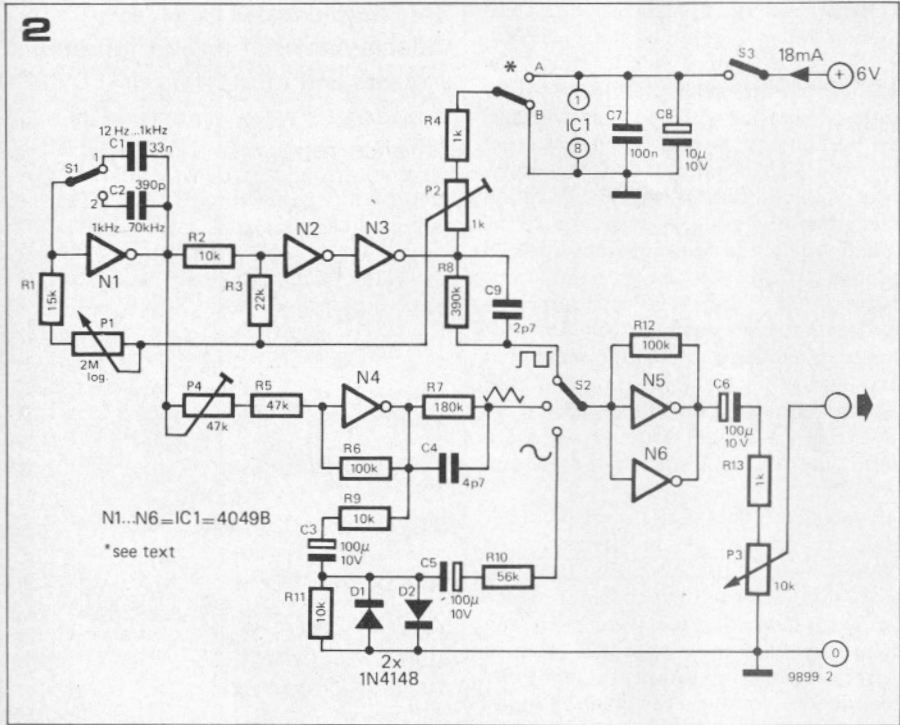 2
*
A
B
S3
18mA
+
6V
R4
1k
1
IC1
8
C7
100n
C8
10µ
10V
12 Hz...1kHz
C1
33n
S1
1
C2
390p
2
1kHz
70kHz
P2
1k
N1
R2
10k
N2
N3
R1
15k
R3
22k
R8
390k
C9
2p7
P1
2M
log.
R12
100k
S2
N5
C6
100µ
10V
N6
P4
47k
R5
47k
N4
R7
180k
R6
100k
C4
4p7
R13
1k
R9
10k
C3
100µ
10V
N1...N6=IC1=4049B
*see text
P3
10k
C5
100µ
10V
R10
56k
R11
10k
D1
D2
2x
1N4148
0
9899 2